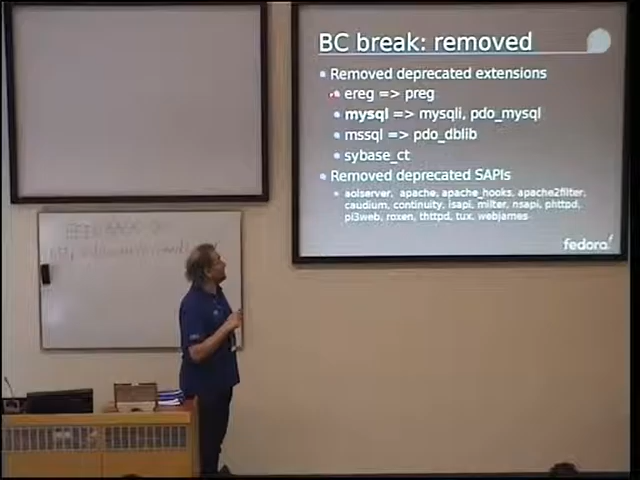 BC break: removed
Removed deprecated extensions
ereg => preg
mysql => mysqli, pdo_mysql
mssql => pdo_dblib
sybase_ct
Removed deprecated SAPIs
aolserver, apache, apache_hooks, apache2filter,
caudium, continuity, isapi, milter, nsapi, phttpd,
pi3web, roxen, thttpd, tux, webjames
fedora
FEEDBACK